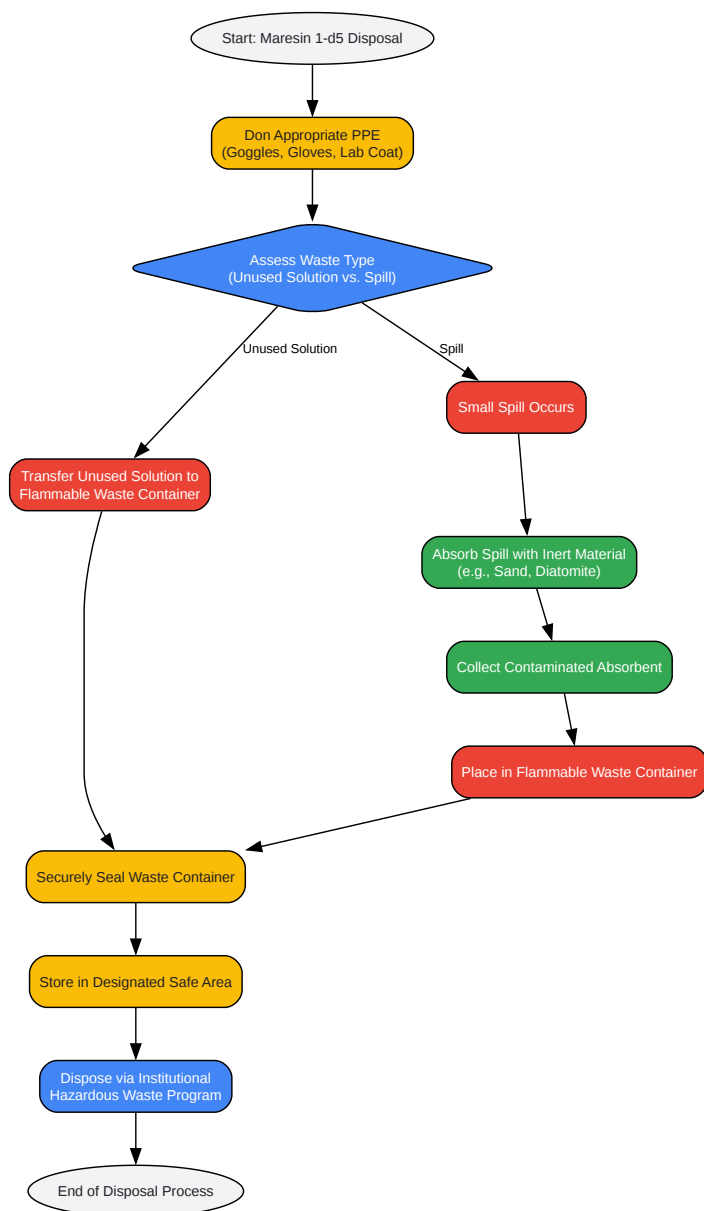 Start: Maresin 1-d5 Disposal
Don Appropriate PPE
(Goggles, Gloves, Lab Coat)
Assess Waste Type
(Unused Solution vs. Spill)
Unused Solution
Spill
Small Spill Occurs
Transfer Unused Solution to
Flammable Waste Container
Absorb Spill with Inert Material
(e.g., Sand, Diatomite)
Collect Contaminated Absorbent
Place in Flammable Waste Container
Securely Seal Waste Container
Store in Designated Safe Area
Dispose via Institutional
Hazardous Waste Program
End of Disposal Process